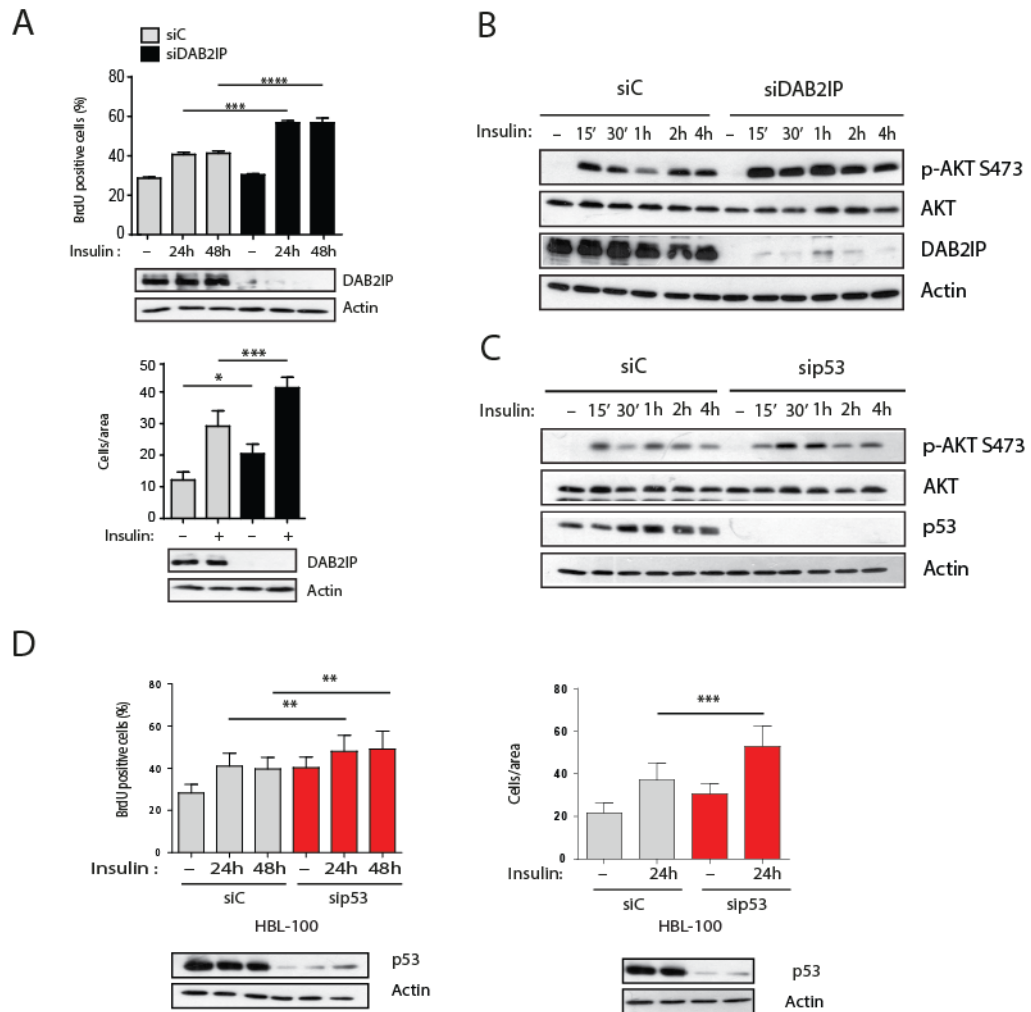 A
siC
siDAB2IP
****
***
BrdU positive cells (%)
80
60
40
20
0
Insulin : – 24h 48h – 24h 48h
DAB2IP
Actin
***
*
Cells/area
50
40
30
20
10
0
Insulin: – + – +
DAB2IP
Actin
B
siC siDAB2IP
Insulin: – 15' 30' 1h 2h 4h – 15' 30' 1h 2h 4h
p-AKT S473
AKT
DAB2IP
Actin
C
siC sip53
Insulin: – 15' 30' 1h 2h 4h – 15' 30' 1h 2h 4h
p-AKT S473
AKT
p53
Actin
D
**
**
BrdU positive cells (%)
80
60
40
20
0
Insulin : – 24h 48h – 24h 48h
siC sip53
HBL-100
p53
Actin
***
Cells/area
80
60
40
20
0
Insulin: – 24h – 24h
siC sip53
HBL-100
p53
Actin